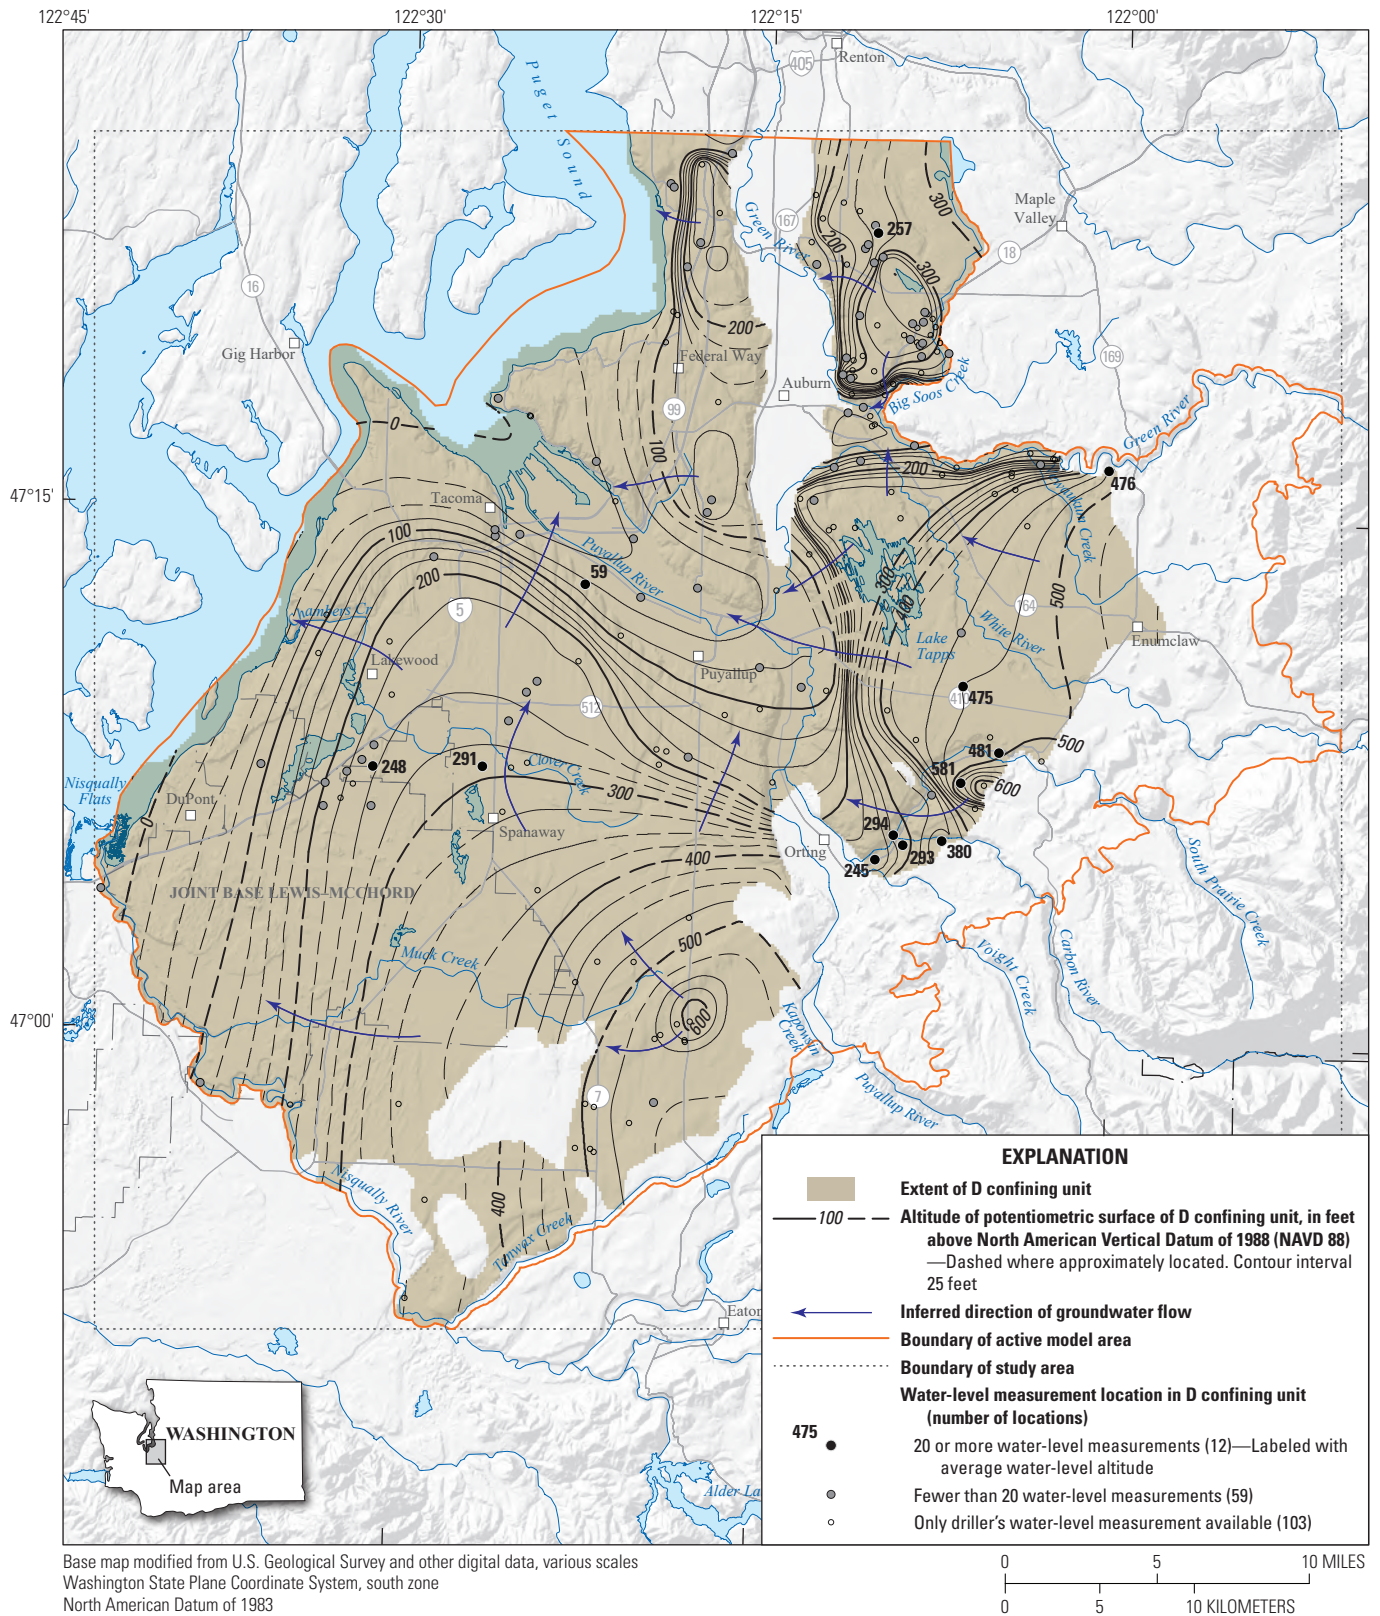 122°45'
122°30'
122°15'
122°00'
47°15'
47°00'
Puget Sound
405
Renton
Maple
Valley
Green River
167
257
300
200
18
300
16
Gig Harbor
200
Federal Way
99
169
Auburn
Big Soos Creek
Green River
0
100
200
476
Tacoma
100
Puyallup River
59
200
5
300
400
500
164
White River
Enumclaw
Lake
Tapps
Chambers Cr
Lakewood
Puyallup
410
475
512
481
500
581
600
Nisqually
Flats
DuPont
0
248
291
Clover Creek
300
Spanaway
294
293
380
245
Orting
400
South Prairie Creek
JOINT BASE LEWIS–MCCHORD
Muck Creek
500
600
Voight Creek
Carbon River
Kapowsin
Creek
Puyallup River
7
Nisqually River
400
Tanwax Creek
Eaton
Alder La
EXPLANATION
Extent of D confining unit
100 Altitude of potentiometric surface of D confining unit, in feet
above North American Vertical Datum of 1988 (NAVD 88)
—Dashed where approximately located. Contour interval
25 feet
Inferred direction of groundwater flow
Boundary of active model area
Boundary of study area
Water-level measurement location in D confining unit
(number of locations)
475 20 or more water-level measurements (12)—Labeled with
average water-level altitude
Fewer than 20 water-level measurements (59)
Only driller's water-level measurement available (103)
WASHINGTON
Map area
Base map modified from U.S. Geological Survey and other digital data, various scales
Washington State Plane Coordinate System, south zone
North American Datum of 1983
0 5 10 MILES
0 5 10 KILOMETERS